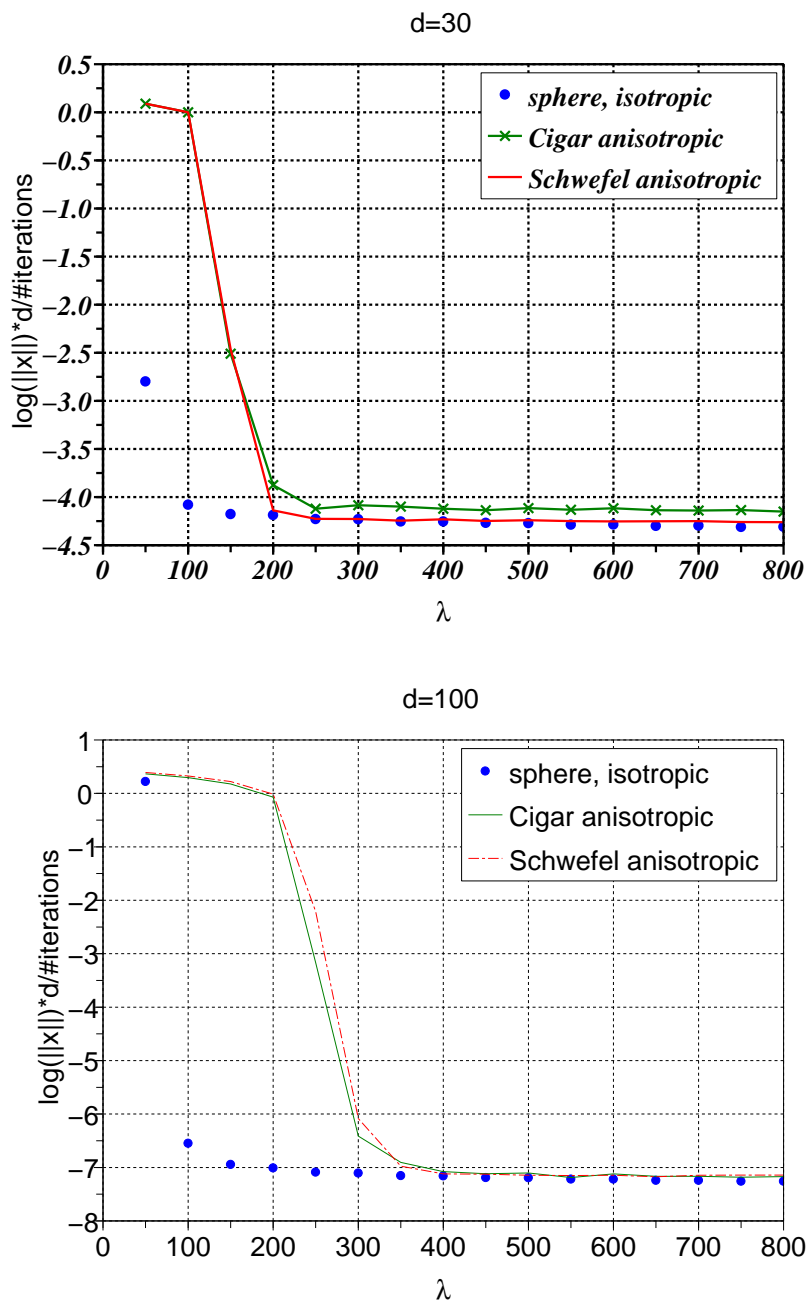 d=30
0.5
0.0
−0.5
−1.0
−1.5
−2.0
−2.5
−3.0
−3.5
−4.0
−4.5
log(||x||)*d/#iterations
sphere, isotropic
Cigar anisotropic
Schwefel anisotropic
0 100 200 300 400 500 600 700 800
λ
d=100
1
0
−1
−2
−3
−4
−5
−6
−7
−8
log(||x||)*d/#iterations
sphere, isotropic
Cigar anisotropic
Schwefel anisotropic
0 100 200 300 400 500 600 700 800
λ